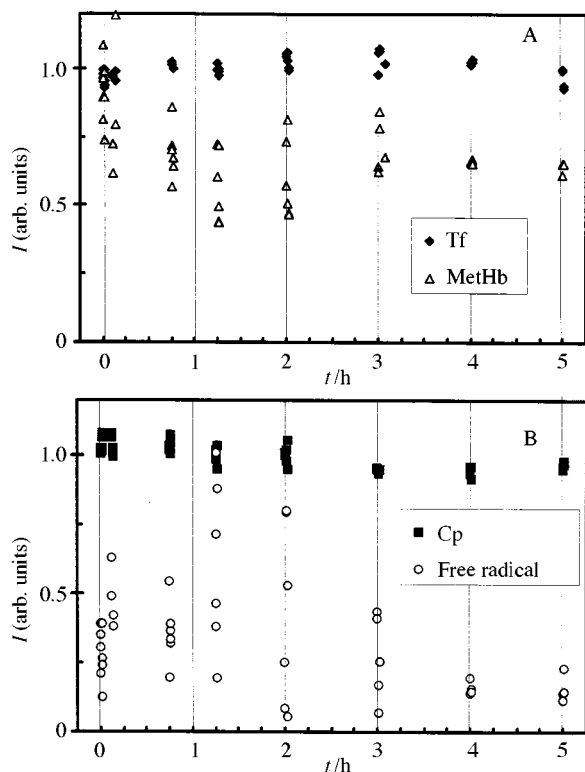 A
1.0
0.5
0
I (arb. units)
Tf
MetHb
0 1 2 3 4 5
t/h
B
1.0
0.5
0
I (arb. units)
Cp
Free radical
0 1 2 3 4 5
t/h